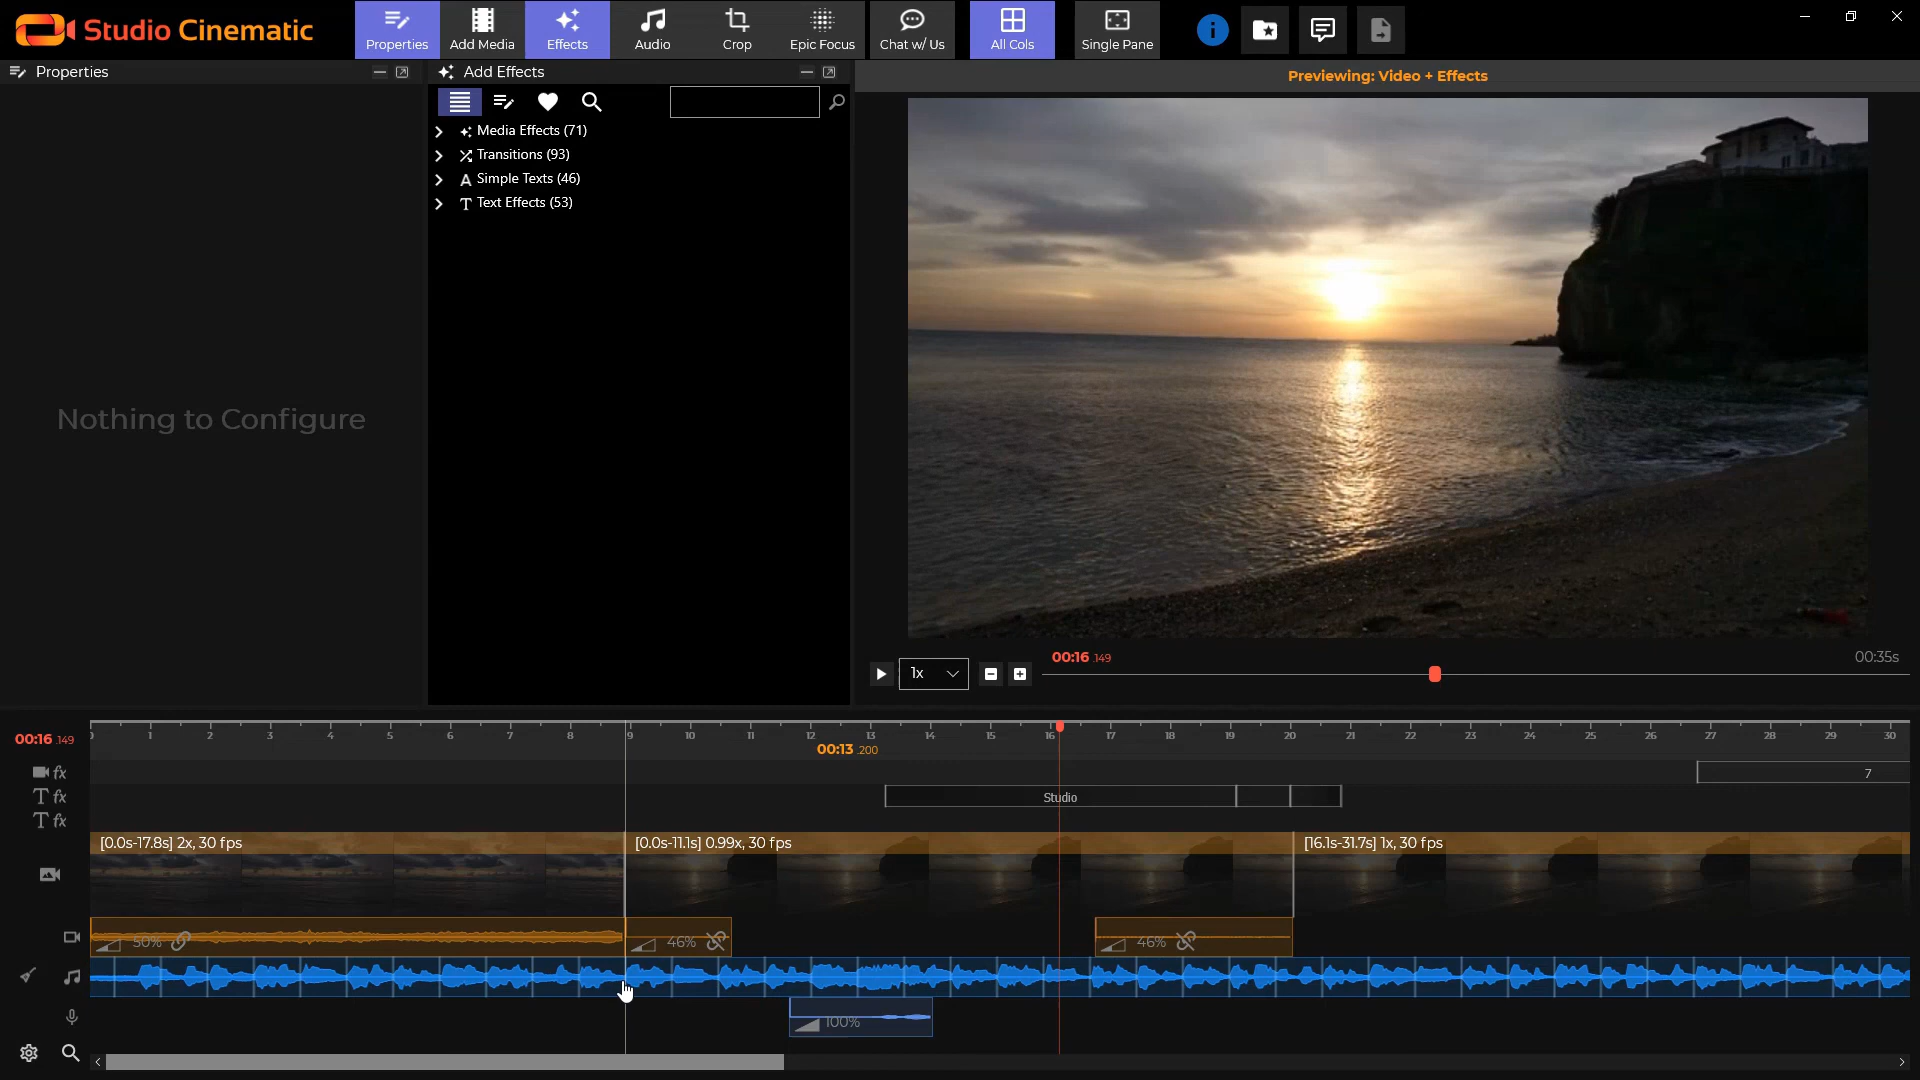 Studio Cinematic
Properties
Add Media
Effects
Audio
Crop
Epic Focus
Chat w/ Us
All Cols
Single Pane
Properties
Add Effects
Previewing: Video + Effects
Media Effects (71)
Transitions (93)
A Simple Texts (46)
T Text Effects (53)
Nothing to Configure
1x
00:16 .149
00:35s
00:16 .149
1 2 3 4 5 6 7 8 9 10 11 12 13 14 15 16 17 18 19 20 21 22 23 24 25 26 27 28 29 30
00:13 .200
fx
7
T fx
Studio
T fx
[0.0s-17.8s] 2x, 30 fps
[0.0s-11.1s] 0.99x, 30 fps
[16.1s-31.7s] 1x, 30 fps
50%
46%
46%
100%